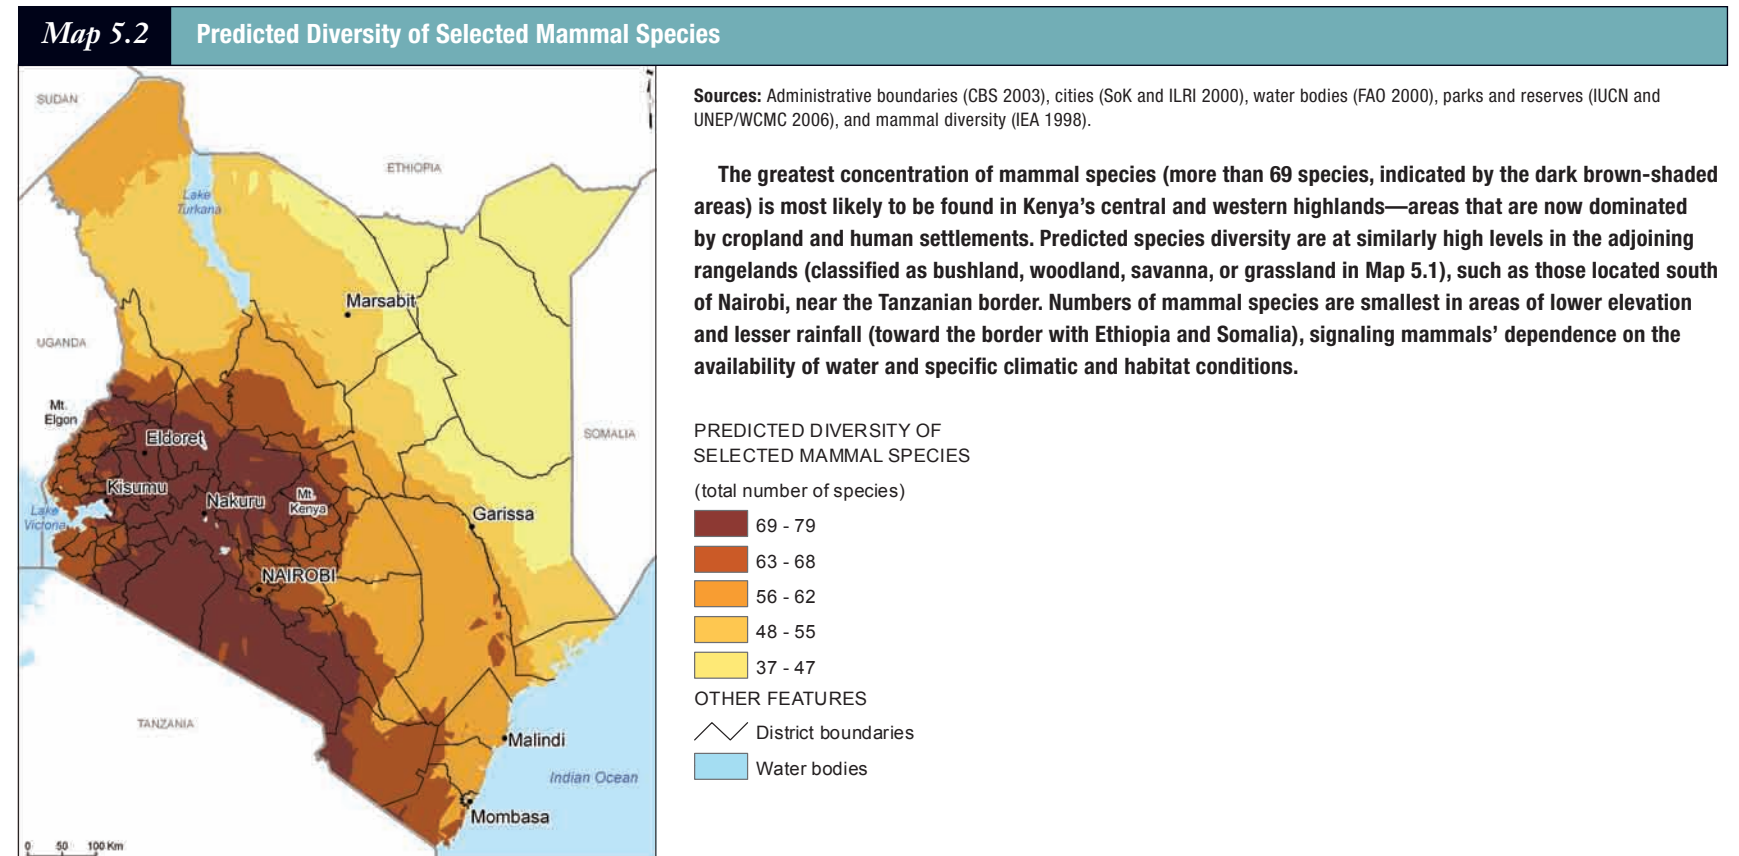 Map 5.2
Predicted Diversity of Selected Mammal Species
SUDAN
ETHIOPIA
Lake
Turkana
Marsabit
UGANDA
Mt.
Elgon
Eldoret
SOMALIA
Kisumu
Nakuru
Mt.
Kenya
Lake
Victoria
Garissa
NAIROBI
TANZANIA
Malindi
Indian Ocean
Mombasa
0 50 100 Km
Sources: Administrative boundaries (CBS 2003), cities (SoK and ILRI 2000), water bodies (FAO 2000), parks and reserves (IUCN and
UNEP/WCMC 2006), and mammal diversity (IEA 1998).
The greatest concentration of mammal species (more than 69 species, indicated by the dark brown-shaded
areas) is most likely to be found in Kenya's central and western highlands—areas that are now dominated
by cropland and human settlements. Predicted species diversity are at similarly high levels in the adjoining
rangelands (classified as bushland, woodland, savanna, or grassland in Map 5.1), such as those located south
of Nairobi, near the Tanzanian border. Numbers of mammal species are smallest in areas of lower elevation
and lesser rainfall (toward the border with Ethiopia and Somalia), signaling mammals' dependence on the
availability of water and specific climatic and habitat conditions.
PREDICTED DIVERSITY OF
SELECTED MAMMAL SPECIES
(total number of species)
69 - 79
63 - 68
56 - 62
48 - 55
37 - 47
OTHER FEATURES
District boundaries
Water bodies